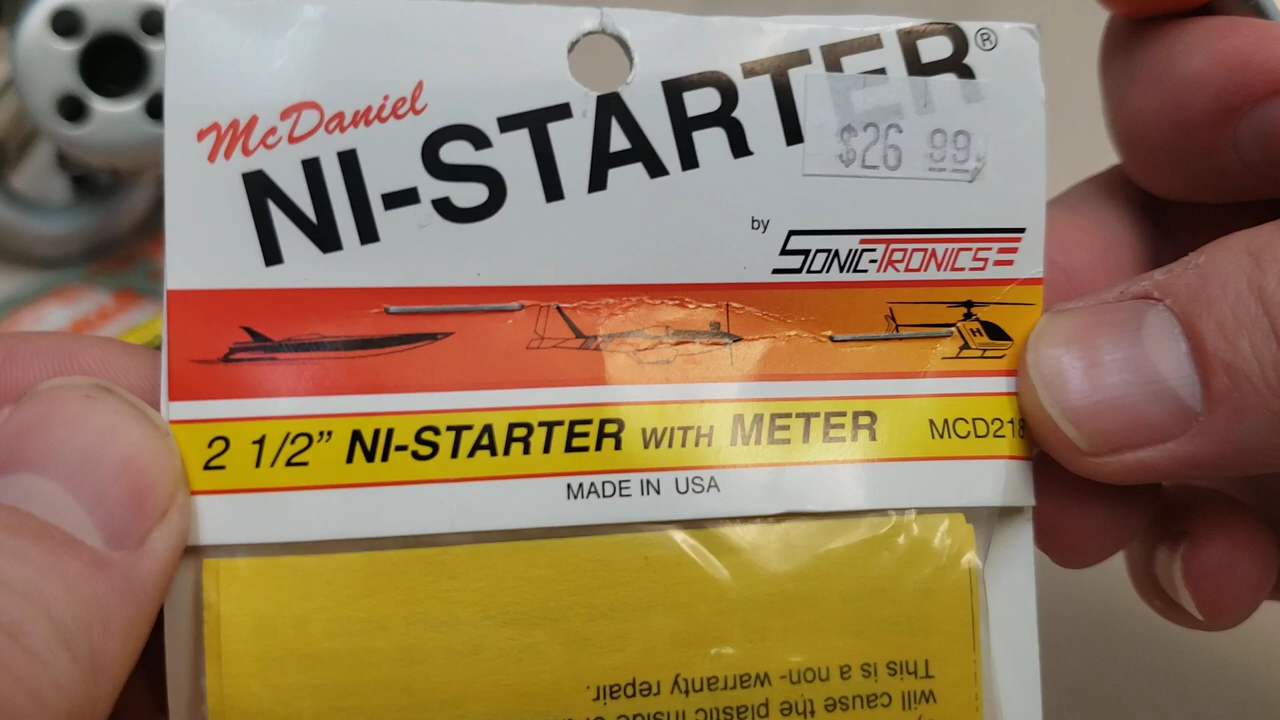 McDaniel
NI-STARTER®
$26 99
by SONIC-TRONICS
H
2 1/2" NI-STARTER WITH METER MCD218
MADE IN USA
This is a non- warranty repair.
will cause the plastic inside